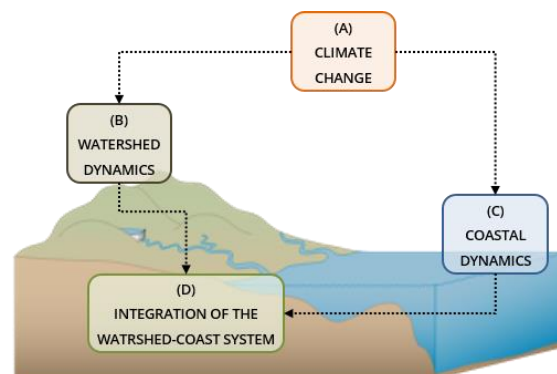 (A)
CLIMATE
CHANGE
(B)
WATERSHED
DYNAMICS
(C)
COASTAL
DYNAMICS
(D)
INTEGRATION OF THE
WATRSHED-COAST SYSTEM